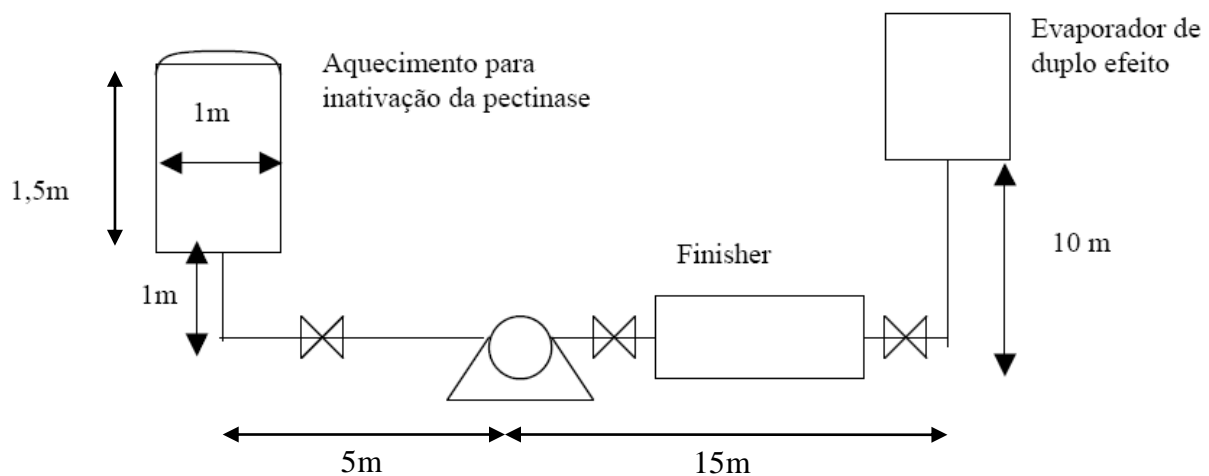 Evaporador de
duplo efeito
Aquecimento para
inativação da pectinase
1m
1,5m
Finisher
10 m
1m
5m
15m